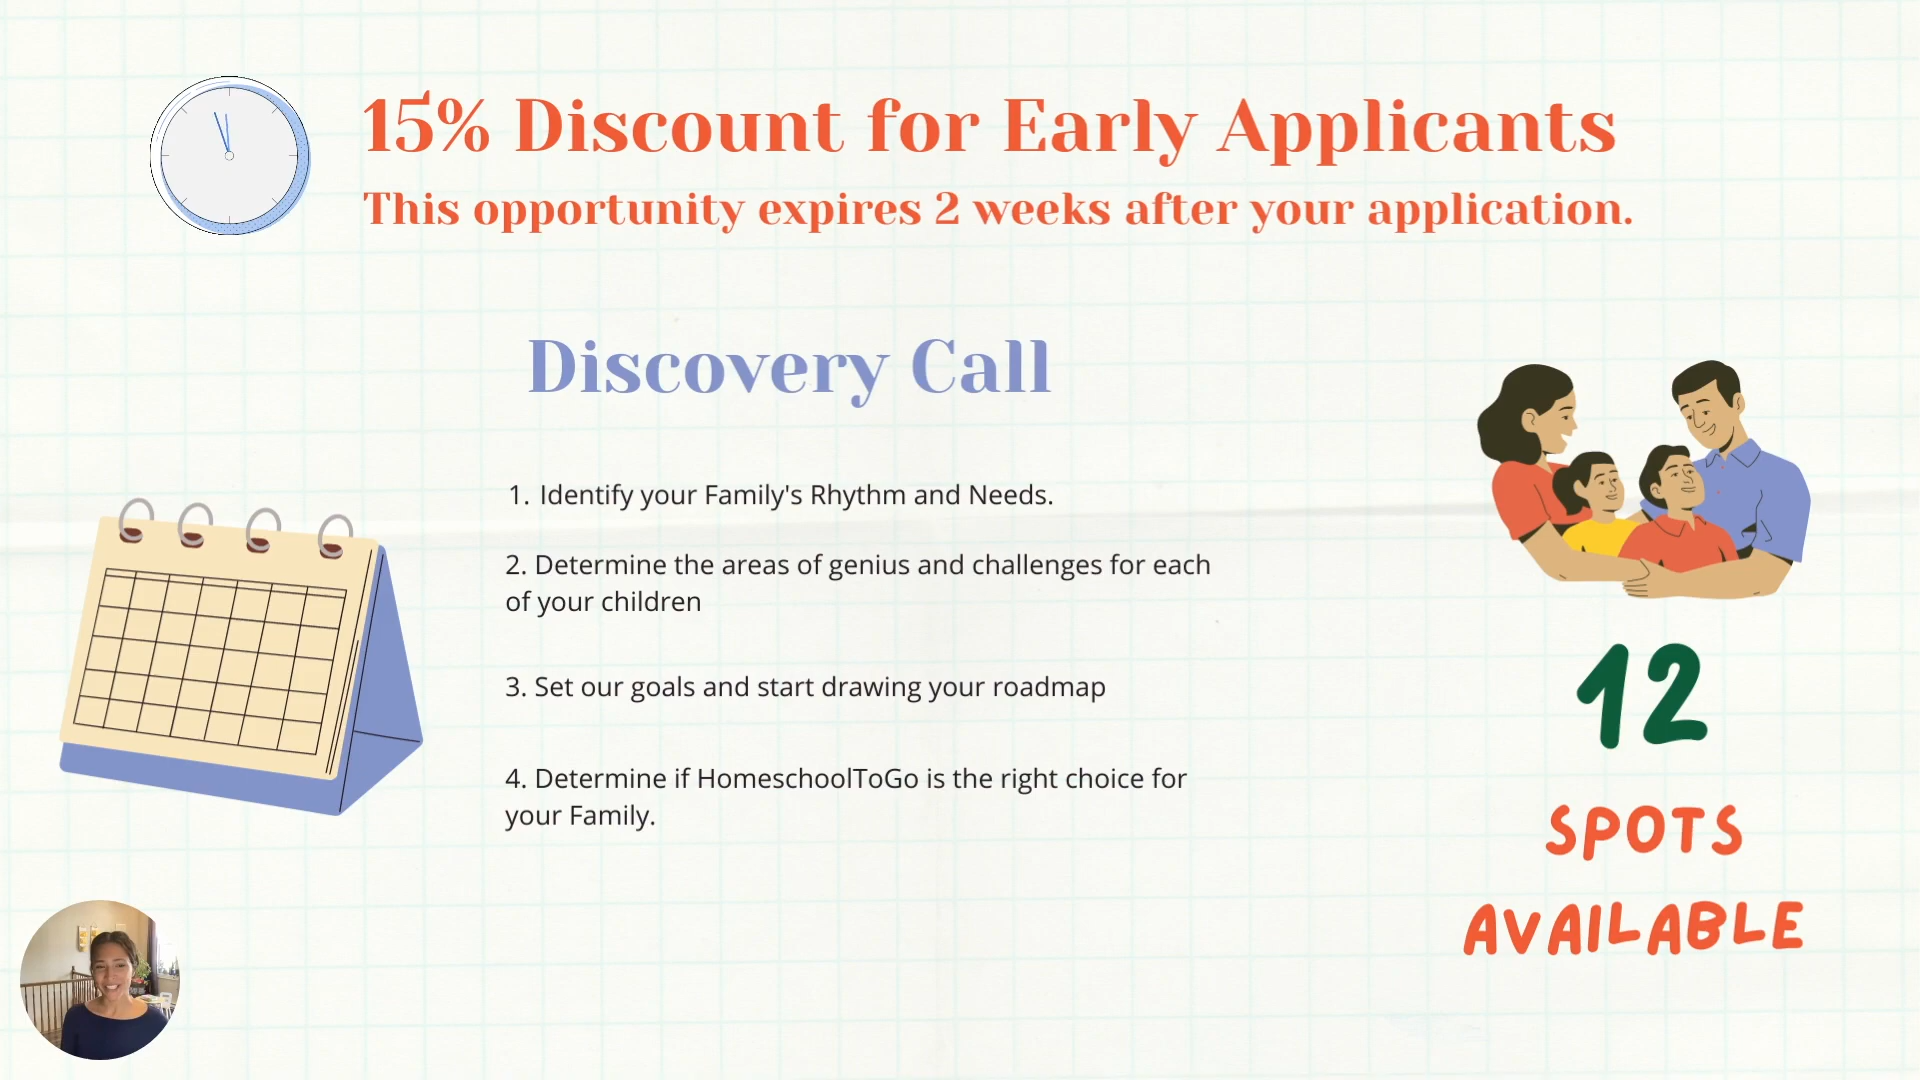 15% Discount for Early Applicants
This opportunity expires 2 weeks after your application.
Discovery Call
1. Identify your Family's Rhythm and Needs.
2. Determine the areas of genius and challenges for each
of your children
3. Set our goals and start drawing your roadmap
4. Determine if HomeschoolToGo is the right choice for
your Family.
12
SPOTS
AVAILABLE